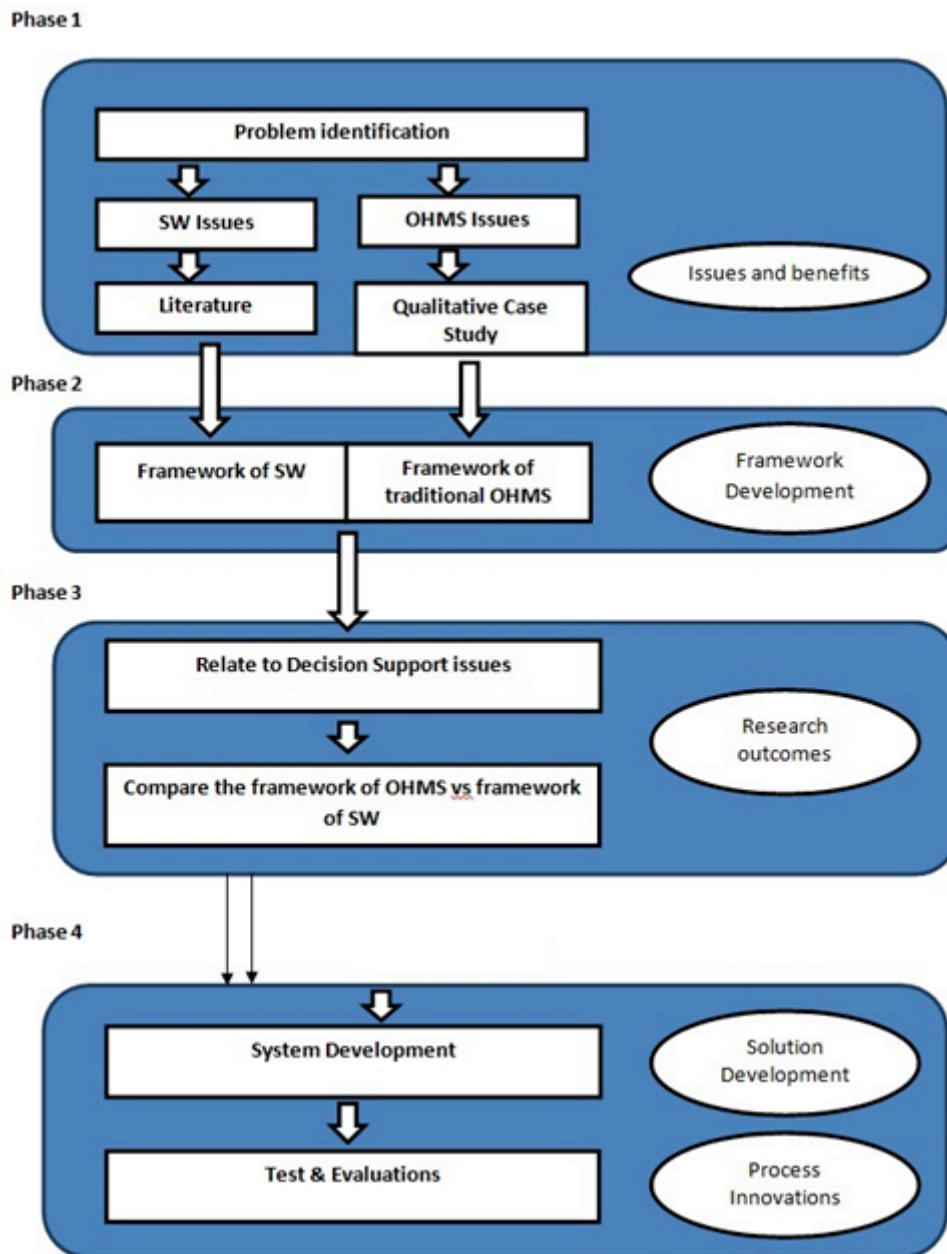 Phase 1
Problem identification
SW Issues
OHMS Issues
Literature
Qualitative Case
Study
Issues and benefits
Phase 2
Framework of SW
Framework of
traditional OHMS
Framework
Development
Phase 3
Relate to Decision Support issues
Compare the framework of OHMS vs framework
of SW
Research
outcomes
Phase 4
System Development
Solution
Development
Test & Evaluations
Process
Innovations